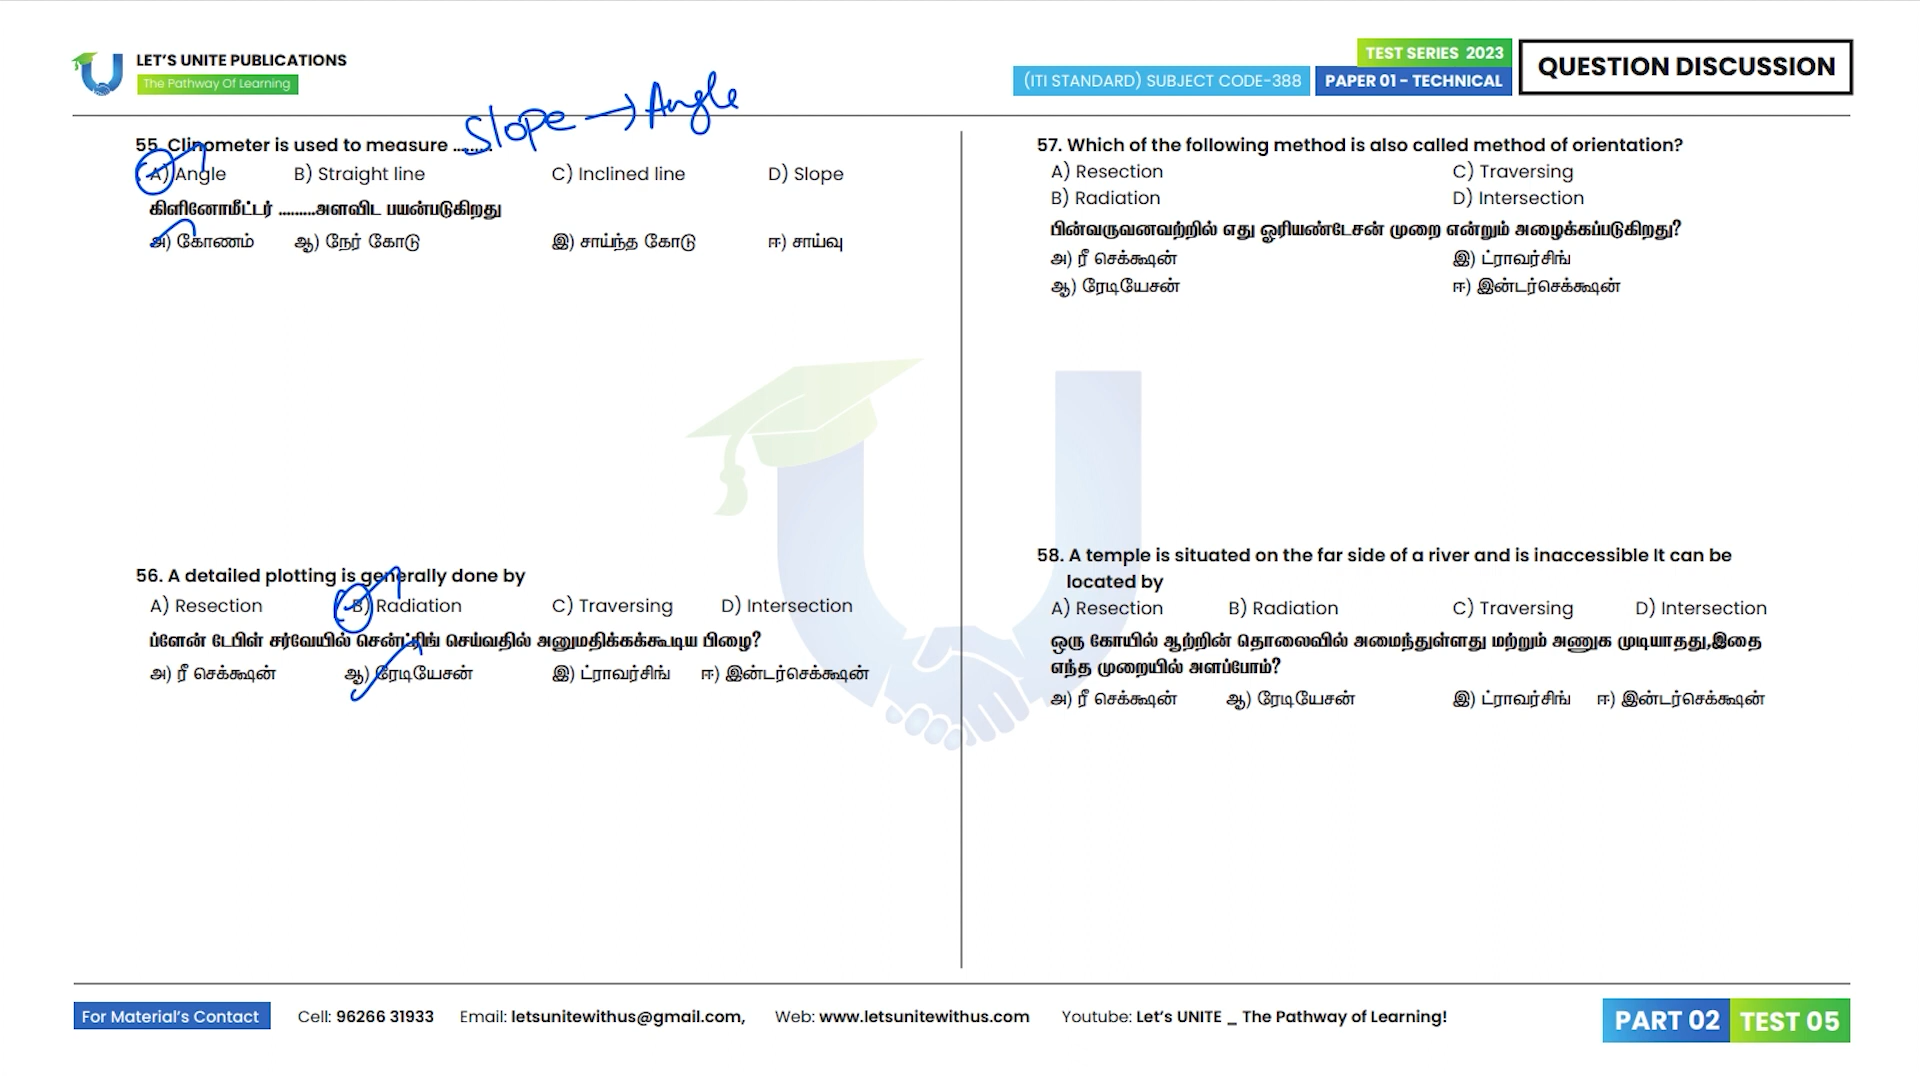 LET'S UNITE PUBLICATIONS
The Pathway Of Learning
TEST SERIES 2023
(ITI STANDARD) SUBJECT CODE-388
PAPER 01 - TECHNICAL
QUESTION DISCUSSION
Slope → Angle
55. Clinometer is used to measure .........
A) Angle B) Straight line C) Inclined line D) Slope
கிளினோமீட்டர் .........அளவிட பயன்படுகிறது
அ) கோணம் ஆ) நேர் கோடு இ) சாய்ந்த கோடு ஈ) சாய்வு
56. A detailed plotting is generally done by
A) Resection B) Radiation C) Traversing D) Intersection
ப்ளேன் டேபிள் சர்வேயில் சென்ட்ரிங் செய்வதில் அனுமதிக்கக்கூடிய பிழை?
அ) ரீ செக்க்ஷன் ஆ) ரேடியேசன் இ) ட்ராவர்சிங் ஈ) இன்டர்செக்க்ஷன்
57. Which of the following method is also called method of orientation?
A) Resection C) Traversing
B) Radiation D) Intersection
பின்வருவனவற்றில் எது ஓரியண்டேசன் முறை என்றும் அழைக்கப்படுகிறது?
அ) ரீ செக்க்ஷன் இ) ட்ராவர்சிங்
ஆ) ரேடியேசன் ஈ) இன்டர்செக்க்ஷன்
58. A temple is situated on the far side of a river and is inaccessible It can be
located by
A) Resection B) Radiation C) Traversing D) Intersection
ஒரு கோயில் ஆற்றின் தொலைவில் அமைந்துள்ளது மற்றும் அணுக முடியாதது,இதை
எந்த முறையில் அளப்போம்?
அ) ரீ செக்க்ஷன் ஆ) ரேடியேசன் இ) ட்ராவர்சிங் ஈ) இன்டர்செக்க்ஷன்
For Material's Contact Cell: 96266 31933 Email: letsunitewithus@gmail.com, Web: www.letsunitewithus.com Youtube: Let's UNITE _ The Pathway of Learning!
PART 02 TEST 05